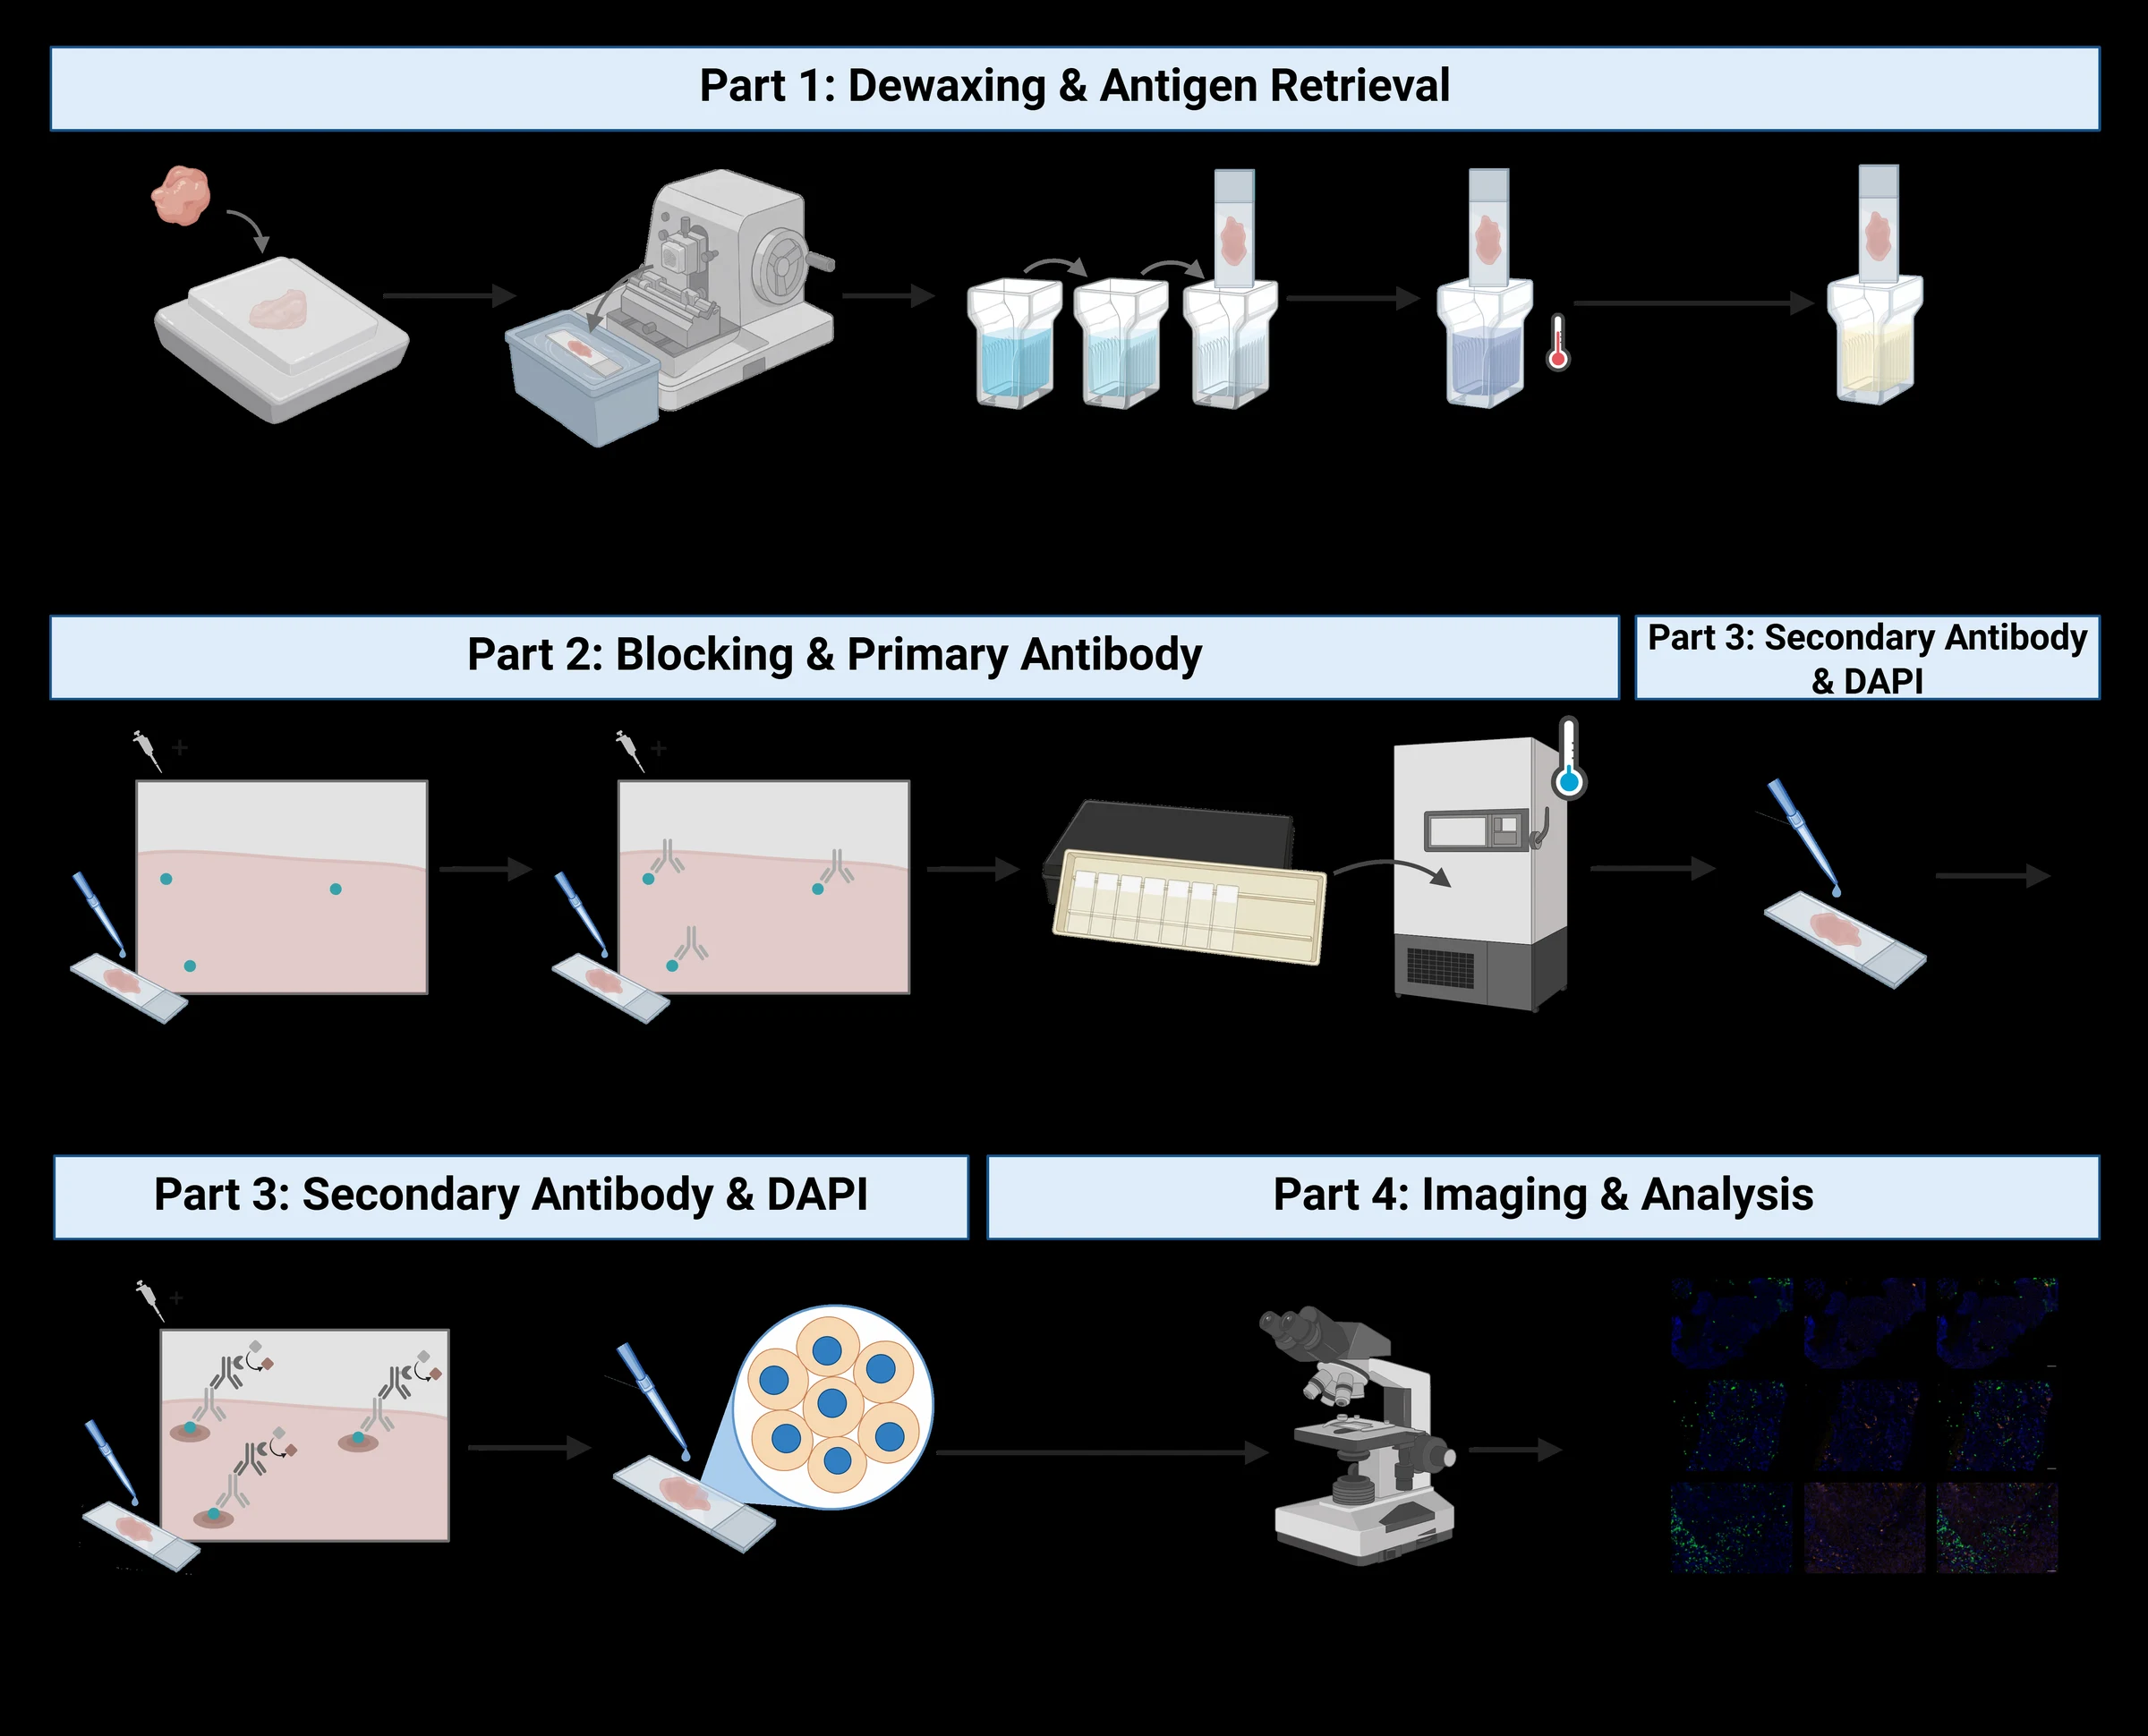 Part 1: Dewaxing & Antigen Retrieval
Part 2: Blocking & Primary Antibody
Part 3: Secondary Antibody
& DAPI
+
+
Part 3: Secondary Antibody & DAPI
Part 4: Imaging & Analysis
+